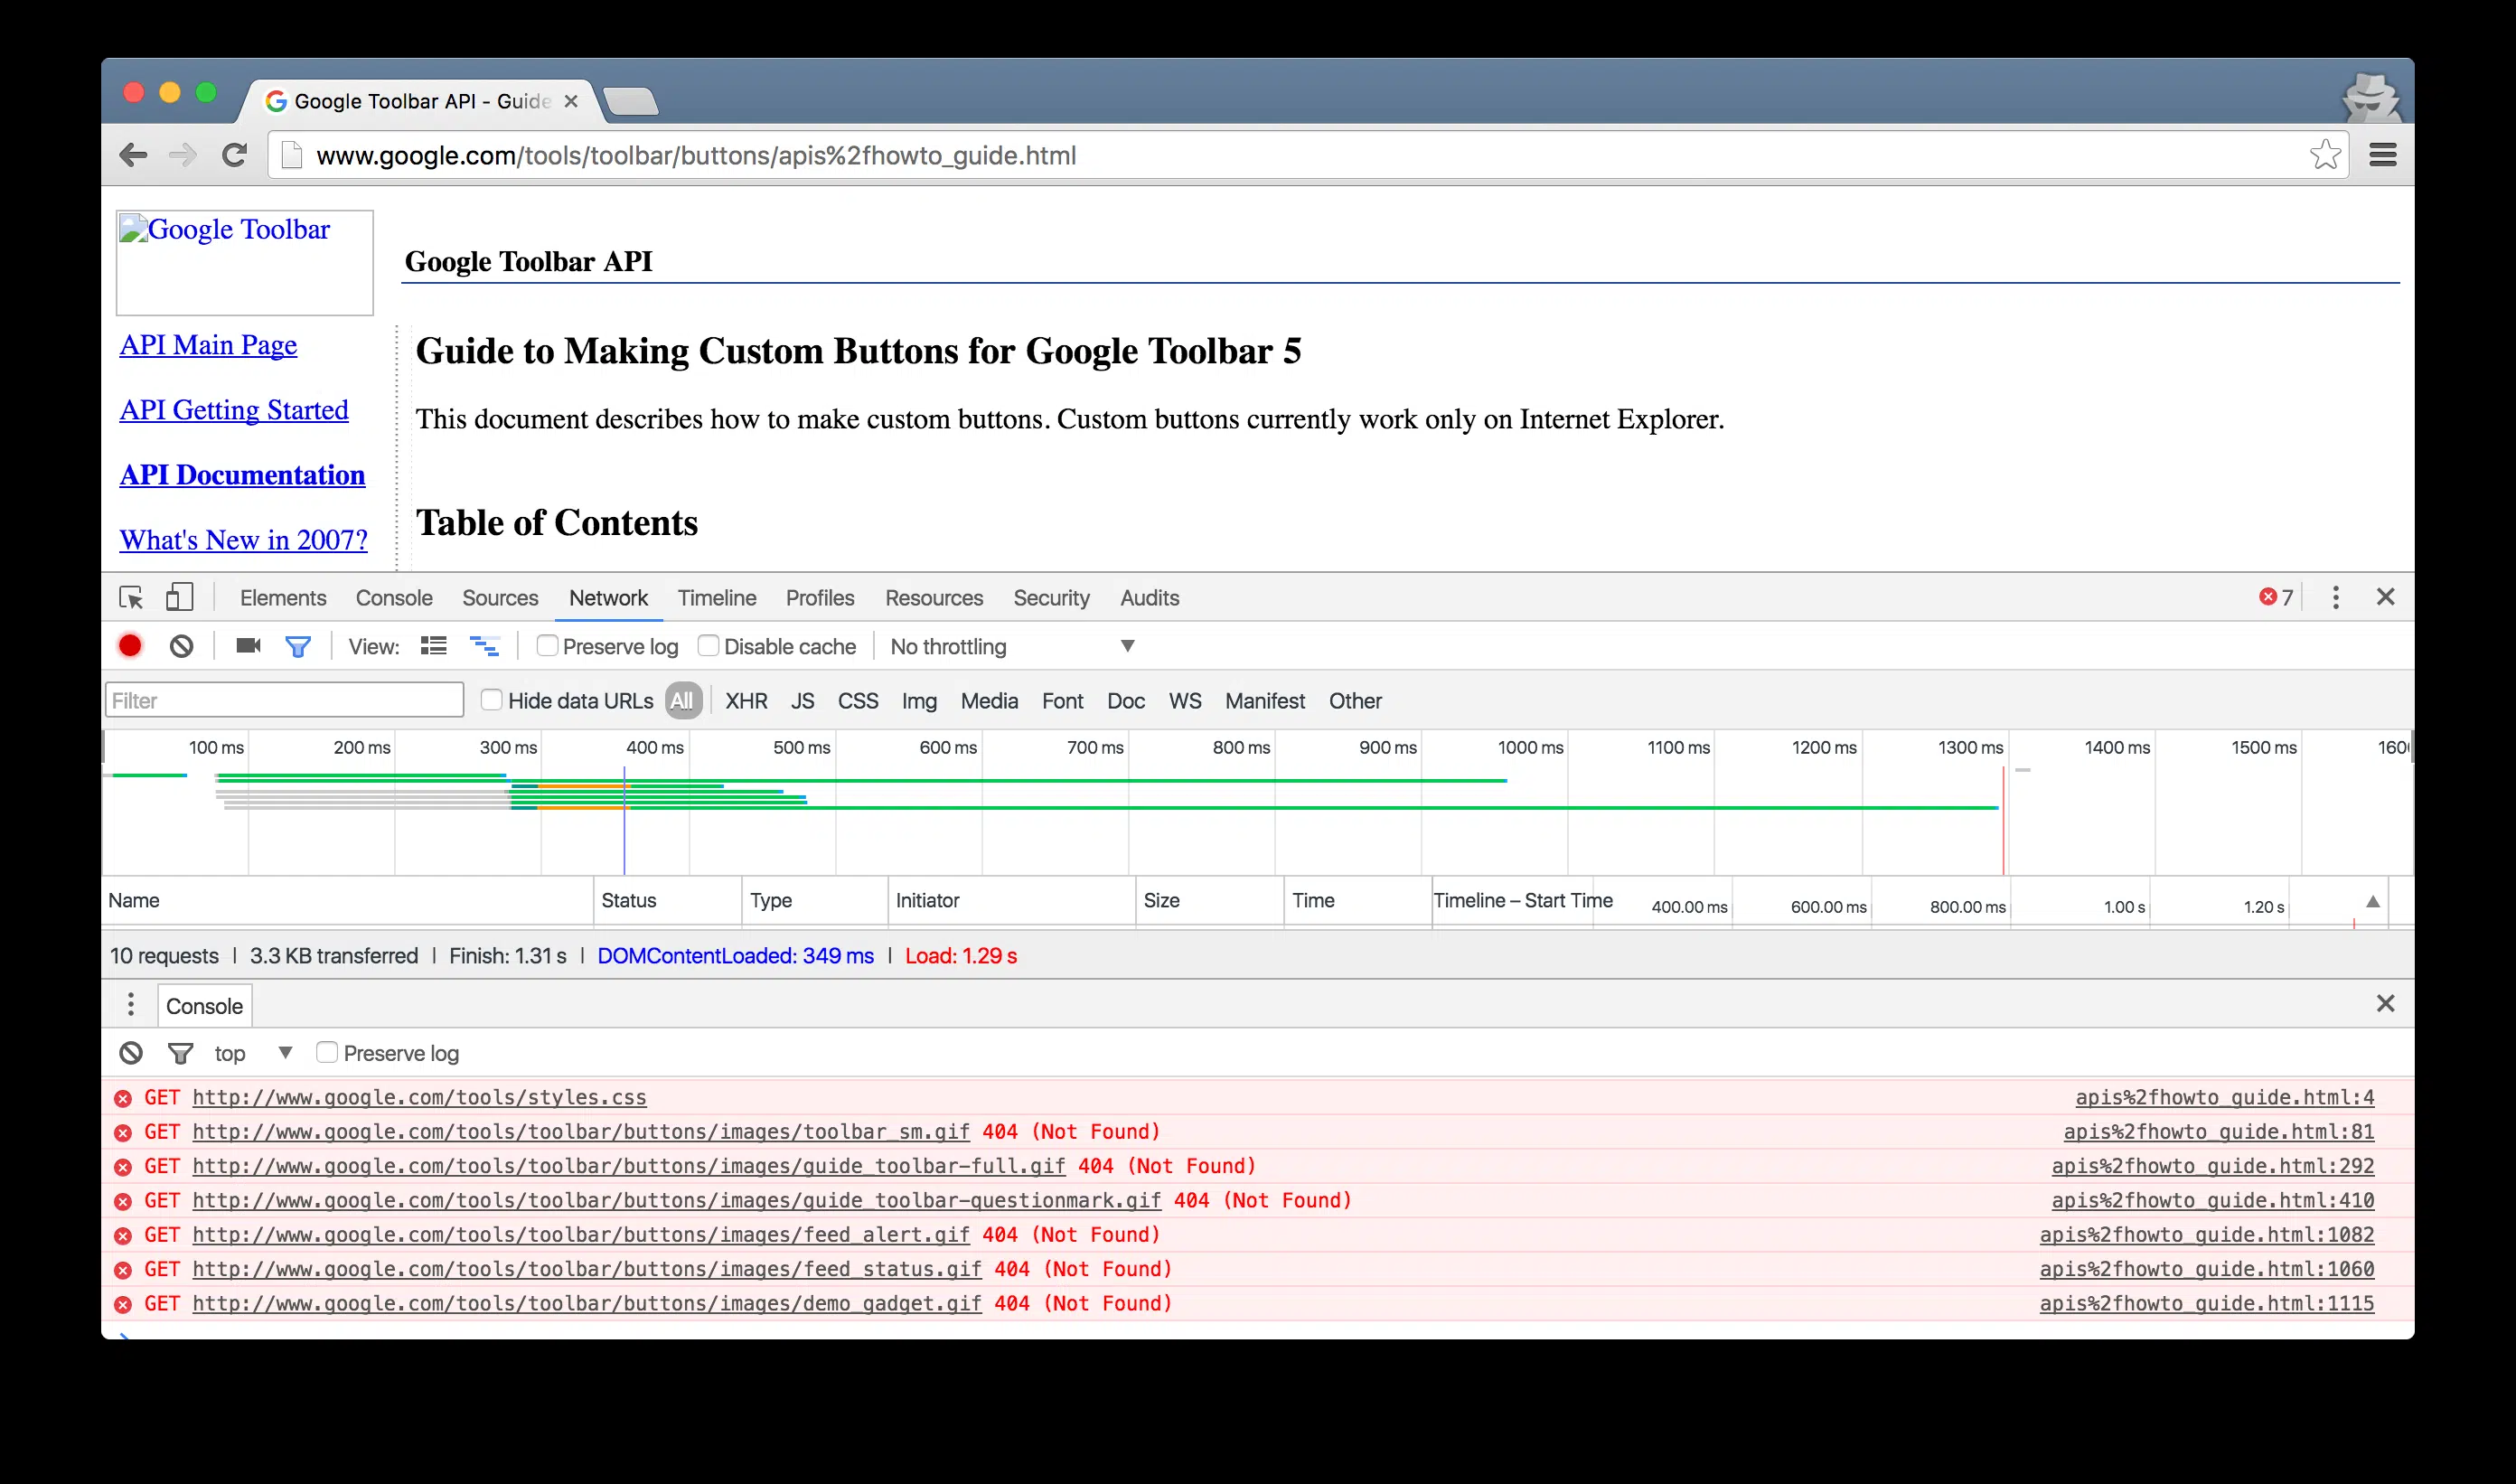 Google Toolbar API - Guide
www.google.com/tools/toolbar/buttons/apis%2fhowto_guide.html
Google Toolbar
Google Toolbar API
API Main Page
API Getting Started
API Documentation
What's New in 2007?
Guide to Making Custom Buttons for Google Toolbar 5
This document describes how to make custom buttons. Custom buttons currently work only on Internet Explorer.
Table of Contents
Elements Console Sources Network Timeline Profiles Resources Security Audits 7
View: Preserve log Disable cache No throttling
Filter Hide data URLs All XHR JS CSS Img Media Font Doc WS Manifest Other
100 ms 200 ms 300 ms 400 ms 500 ms 600 ms 700 ms 800 ms 900 ms 1000 ms 1100 ms 1200 ms 1300 ms 1400 ms 1500 ms 160
Name Status Type Initiator Size Time Timeline – Start Time 400.00 ms 600.00 ms 800.00 ms 1.00 s 1.20 s
10 requests | 3.3 KB transferred | Finish: 1.31 s | DOMContentLoaded: 349 ms | Load: 1.29 s
Console
top Preserve log
GET http://www.google.com/tools/styles.css apis%2fhowto_guide.html:4
GET http://www.google.com/tools/toolbar/buttons/images/toolbar_sm.gif 404 (Not Found) apis%2fhowto_guide.html:81
GET http://www.google.com/tools/toolbar/buttons/images/guide_toolbar-full.gif 404 (Not Found) apis%2fhowto_guide.html:292
GET http://www.google.com/tools/toolbar/buttons/images/guide_toolbar-questionmark.gif 404 (Not Found) apis%2fhowto_guide.html:410
GET http://www.google.com/tools/toolbar/buttons/images/feed_alert.gif 404 (Not Found) apis%2fhowto_guide.html:1082
GET http://www.google.com/tools/toolbar/buttons/images/feed_status.gif 404 (Not Found) apis%2fhowto_guide.html:1060
GET http://www.google.com/tools/toolbar/buttons/images/demo_gadget.gif 404 (Not Found) apis%2fhowto_guide.html:1115